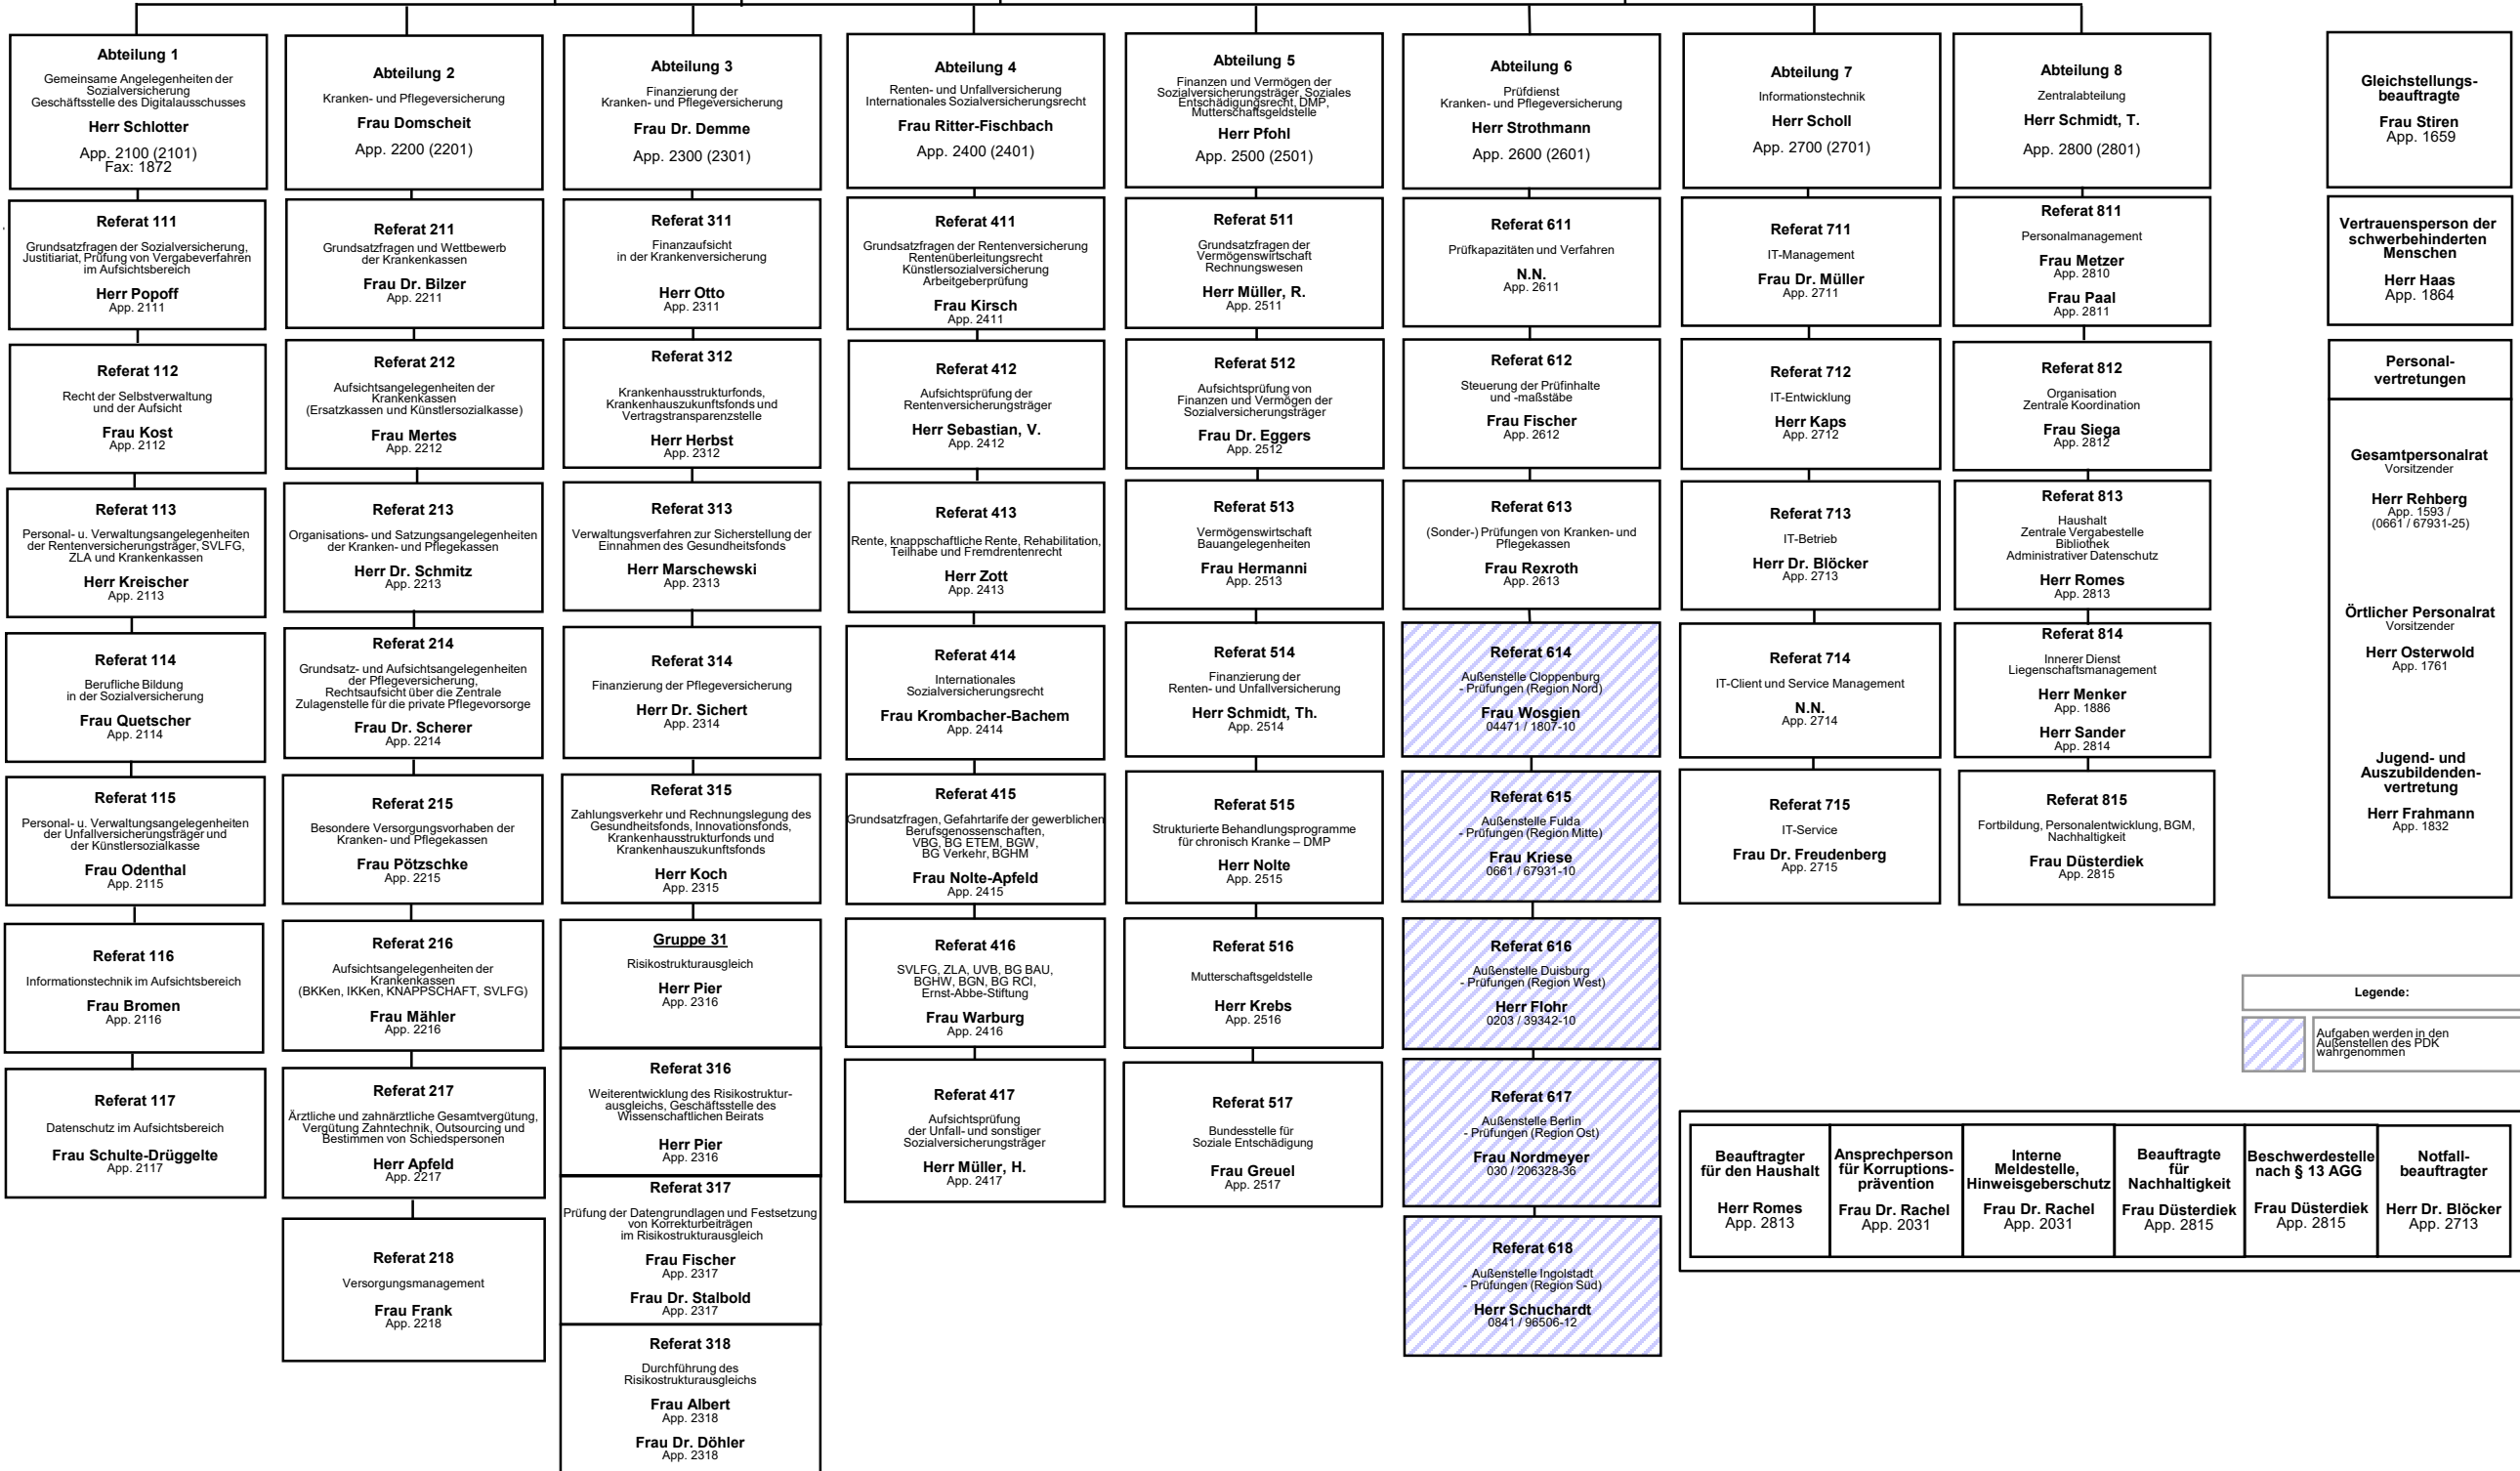 Abteilung 1
Gemeinsame Angelegenheiten der
Sozialversicherung
Geschäftsstelle des Digitalausschusses
Herr Schlotter
App. 2100 (2101)
Fax: 1872
Referat 111
Grundsatzfragen der Sozialversicherung,
Justitiariat, Prüfung von Vergabeverfahren
im Aufsichtsbereich
Herr Popoff
App. 2111
Referat 112
Recht der Selbstverwaltung
und der Aufsicht
Frau Kost
App. 2112
Referat 113
Personal- u. Verwaltungsangelegenheiten
der Rentenversicherungsträger, SVLFG,
ZLA und Krankenkassen
Herr Kreischer
App. 2113
Referat 114
Berufliche Bildung
in der Sozialversicherung
Frau Quetscher
App. 2114
Referat 115
Personal- u. Verwaltungsangelegenheiten
der Unfallversicherungsträger und
der Künstlersozialkasse
Frau Odenthal
App. 2115
Referat 116
Informationstechnik im Aufsichtsbereich
Frau Bromen
App. 2116
Referat 117
Datenschutz im Aufsichtsbereich
Frau Schulte-Drüggelte
App. 2117
Abteilung 2
Kranken- und Pflegeversicherung
Frau Domscheit
App. 2200 (2201)
Referat 211
Grundsatzfragen und Wettbewerb
der Krankenkassen
Frau Dr. Bilzer
App. 2211
Referat 212
Aufsichtsangelegenheiten der
Krankenkassen
(Ersatzkassen und Künstlersozialkasse)
Frau Mertes
App. 2212
Referat 213
Organisations- und Satzungsangelegenheiten
der Kranken- und Pflegekassen
Herr Dr. Schmitz
App. 2213
Referat 214
Grundsatz- und Aufsichtsangelegenheiten
der Pflegeversicherung,
Rechtsaufsicht über die Zentrale
Zulagenstelle für die private Pflegevorsorge
Frau Dr. Scherer
App. 2214
Referat 215
Besondere Versorgungsvorhaben der
Kranken- und Pflegekassen
Frau Pötzschke
App. 2215
Referat 216
Aufsichtsangelegenheiten der
Krankenkassen
(BKKen, IKKen, KNAPPSCHAFT, SVLFG)
Frau Mähler
App. 2216
Referat 217
Ärztliche und zahnärztliche Gesamtvergütung,
Vergütung Zahntechnik, Outsourcing und
Bestimmen von Schiedspersonen
Herr Apfeld
App. 2217
Referat 218
Versorgungsmanagement
Frau Frank
App. 2218
Abteilung 3
Finanzierung der
Kranken- und Pflegeversicherung
Frau Dr. Demme
App. 2300 (2301)
Referat 311
Finanzaufsicht
in der Krankenversicherung
Herr Otto
App. 2311
Referat 312
Krankenhausstrukturfonds,
Krankenhauszukunftsfonds und
Vertragstransparenzstelle
Herr Herbst
App. 2312
Referat 313
Verwaltungsverfahren zur Sicherstellung der
Einnahmen des Gesundheitsfonds
Herr Marschewski
App. 2313
Referat 314
Finanzierung der Pflegeversicherung
Herr Dr. Sichert
App. 2314
Referat 315
Zahlungsverkehr und Rechnungslegung des
Gesundheitsfonds, Innovationsfonds,
Krankenhausstrukturfonds und
Krankenhauszukunftsfonds
Herr Koch
App. 2315
Gruppe 31
Risikostrukturausgleich
Herr Pier
App. 2316
Referat 316
Weiterentwicklung des Risikostruktur-
ausgleichs, Geschäftsstelle des
Wissenschaftlichen Beirats
Herr Pier
App. 2316
Referat 317
Prüfung der Datengrundlagen und Festsetzung
von Korrekturbeiträgen
im Risikostrukturausgleich
Frau Fischer
App. 2317
Frau Dr. Stalbold
App. 2317
Referat 318
Durchführung des
Risikostrukturausgleichs
Frau Albert
App. 2318
Frau Dr. Döhler
App. 2318
Abteilung 4
Renten- und Unfallversicherung
Internationales Sozialversicherungsrecht
Frau Ritter-Fischbach
App. 2400 (2401)
Referat 411
Grundsatzfragen der Rentenversicherung
Rentenüberleitungsrecht
Künstlersozialversicherung
Arbeitgeberprüfung
Frau Kirsch
App. 2411
Referat 412
Aufsichtsprüfung der
Rentenversicherungsträger
Herr Sebastian, V.
App. 2412
Referat 413
Rente, knappschaftliche Rente, Rehabilitation,
Teilhabe und Fremdrentenrecht
Herr Zott
App. 2413
Referat 414
Internationales
Sozialversicherungsrecht
Frau Krombacher-Bachem
App. 2414
Referat 415
Grundsatzfragen, Gefahrtarife der gewerblichen
Berufsgenossenschaften,
VBG, BG ETEM, BGW,
BG Verkehr, BGHM
Frau Nolte-Apfeld
App. 2415
Referat 416
SVLFG, ZLA, UVB, BG BAU,
BGHW, BGN, BG RCI,
Ernst-Abbe-Stiftung
Frau Warburg
App. 2416
Referat 417
Aufsichtsprüfung
der Unfall- und sonstiger
Sozialversicherungsträger
Herr Müller, H.
App. 2417
Abteilung 5
Finanzen und Vermögen der
Sozialversicherungsträger, Soziales
Entschädigungsrecht, DMP,
Mutterschaftsgeldstelle
Herr Pfohl
App. 2500 (2501)
Referat 511
Grundsatzfragen der
Vermögenswirtschaft
Rechnungswesen
Herr Müller, R.
App. 2511
Referat 512
Aufsichtsprüfung von
Finanzen und Vermögen der
Sozialversicherungsträger
Frau Dr. Eggers
App. 2512
Referat 513
Vermögenswirtschaft
Bauangelegenheiten
Frau Hermanni
App. 2513
Referat 514
Finanzierung der
Renten- und Unfallversicherung
Herr Schmidt, Th.
App. 2514
Referat 515
Strukturierte Behandlungsprogramme
für chronisch Kranke – DMP
Herr Nolte
App. 2515
Referat 516
Mutterschaftsgeldstelle
Herr Krebs
App. 2516
Referat 517
Bundesstelle für
Soziale Entschädigung
Frau Greuel
App. 2517
Abteilung 6
Prüfdienst
Kranken- und Pflegeversicherung
Herr Strothmann
App. 2600 (2601)
Referat 611
Prüfkapazitäten und Verfahren
N.N.
App. 2611
Referat 612
Steuerung der Prüfinhalte
und -maßstäbe
Frau Fischer
App. 2612
Referat 613
(Sonder-) Prüfungen von Kranken- und
Pflegekassen
Frau Rexroth
App. 2613
Referat 614
Außenstelle Cloppenburg
- Prüfungen (Region Nord)
Frau Wosgien
04471 / 1807-10
Referat 615
Außenstelle Fulda
- Prüfungen (Region Mitte)
Frau Kriese
0661 / 67931-10
Referat 616
Außenstelle Duisburg
- Prüfungen (Region West)
Herr Flohr
0203 / 39342-10
Referat 617
Außenstelle Berlin
- Prüfungen (Region Ost)
Frau Nordmeyer
030 / 206328-36
Referat 618
Außenstelle Ingolstadt
- Prüfungen (Region Süd)
Herr Schuchardt
0841 / 96506-12
Abteilung 7
Informationstechnik
Herr Scholl
App. 2700 (2701)
Referat 711
IT-Management
Frau Dr. Müller
App. 2711
Referat 712
IT-Entwicklung
Herr Kaps
App. 2712
Referat 713
IT-Betrieb
Herr Dr. Blöcker
App. 2713
Referat 714
IT-Client und Service Management
N.N.
App. 2714
Referat 715
IT-Service
Frau Dr. Freudenberg
App. 2715
Abteilung 8
Zentralabteilung
Herr Schmidt, T.
App. 2800 (2801)
Referat 811
Personalmanagement
Frau Metzer
App. 2810
Frau Paal
App. 2811
Referat 812
Organisation
Zentrale Koordination
Frau Siega
App. 2812
Referat 813
Haushalt
Zentrale Vergabestelle
Bibliothek
Administrativer Datenschutz
Herr Romes
App. 2813
Referat 814
Innerer Dienst
Liegenschaftsmanagement
Herr Menker
App. 1886
Herr Sander
App. 2814
Referat 815
Fortbildung, Personalentwicklung, BGM,
Nachhaltigkeit
Frau Düsterdiek
App. 2815
Gleichstellungs-
beauftragte
Frau Stiren
App. 1659
Vertrauensperson der
schwerbehinderten
Menschen
Herr Haas
App. 1864
Personal-
vertretungen
Gesamtpersonalrat
Vorsitzender
Herr Rehberg
App. 1593 /
(0661 / 67931-25)
Örtlicher Personalrat
Vorsitzender
Herr Osterwold
App. 1761
Jugend- und
Auszubildenden-
vertretung
Herr Frahmann
App. 1832
Legende:
Aufgaben werden in den
Außenstellen des PDK
wahrgenommen
Beauftragter
für den Haushalt
Herr Romes
App. 2813
Ansprechperson
für Korruptions-
prävention
Frau Dr. Rachel
App. 2031
Interne
Meldestelle,
Hinweisgeberschutz
Frau Dr. Rachel
App. 2031
Beauftragte
für
Nachhaltigkeit
Frau Düsterdiek
App. 2815
Beschwerdestelle
nach § 13 AGG
Frau Düsterdiek
App. 2815
Notfall-
beauftragter
Herr Dr. Blöcker
App. 2713